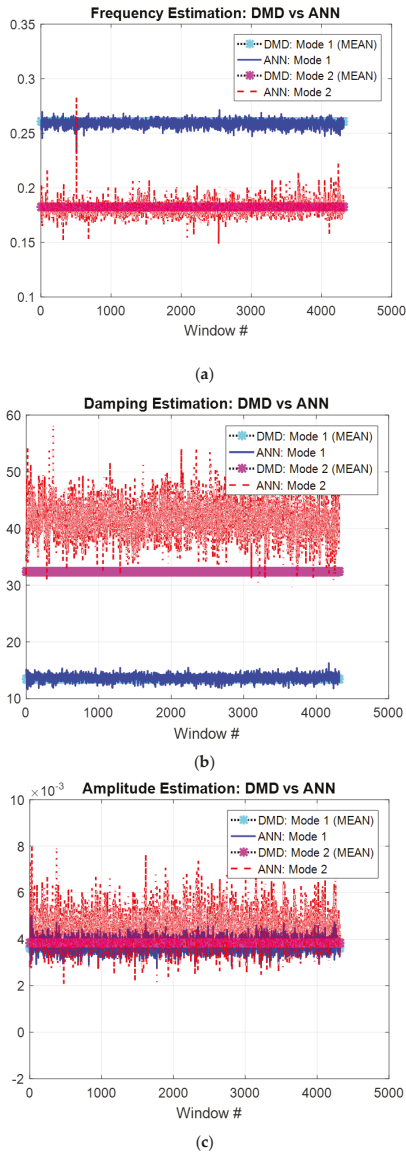 Frequency Estimation: DMD vs ANN
0.35
0.3
0.25
0.2
0.15
0.1
DMD: Mode 1 (MEAN)
ANN: Mode 1
DMD: Mode 2 (MEAN)
ANN: Mode 2
0 1000 2000 3000 4000 5000
Window #
(a)
Damping Estimation: DMD vs ANN
60
50
40
30
20
10
DMD: Mode 1 (MEAN)
ANN: Mode 1
DMD: Mode 2 (MEAN)
ANN: Mode 2
0 1000 2000 3000 4000 5000
Window #
(b)
×10⁻³ Amplitude Estimation: DMD vs ANN
10
8
6
4
2
0
-2
DMD: Mode 1 (MEAN)
ANN: Mode 1
DMD: Mode 2 (MEAN)
ANN: Mode 2
0 1000 2000 3000 4000 5000
Window #
(c)